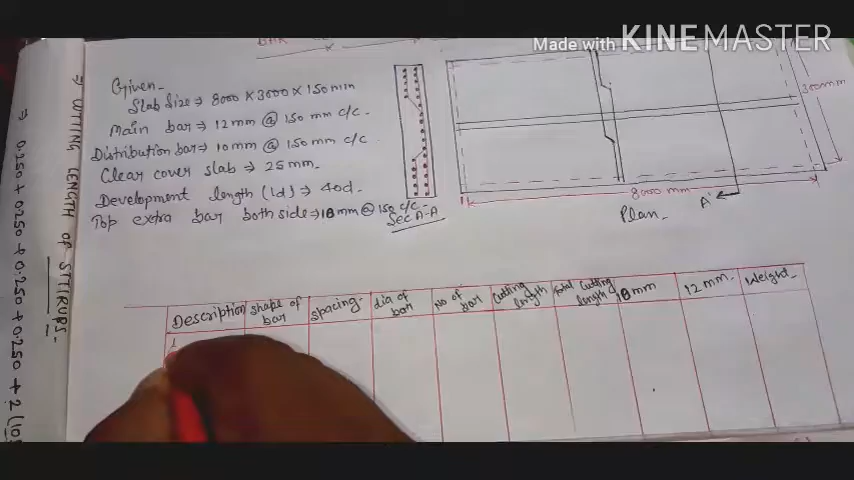 Made with KINEMASTER
Given-
Slab Size → 8000 X 3000 X 150 mm
Main bar → 12 mm @ 150 mm c/c.
Distribution bar → 10 mm @ 150 mm c/c.
Clear cover slab → 25 mm.
Development length (ld) → 40d.
Top extra bar both side → 10 mm @ 150 c/c-
Sec A-A
8000 mm
3000mm
A
Plan-
Description
shape of bar
spacing-
dia of bar
No of bar
Cutting length
Total Cutting length
10 mm
12 mm.
Weight-
1
⇒ CUTTING LENGTH OF STIRUPS-
⇒ 0.250 + 0.250 + 0.250 + 0.250 + 2 (10